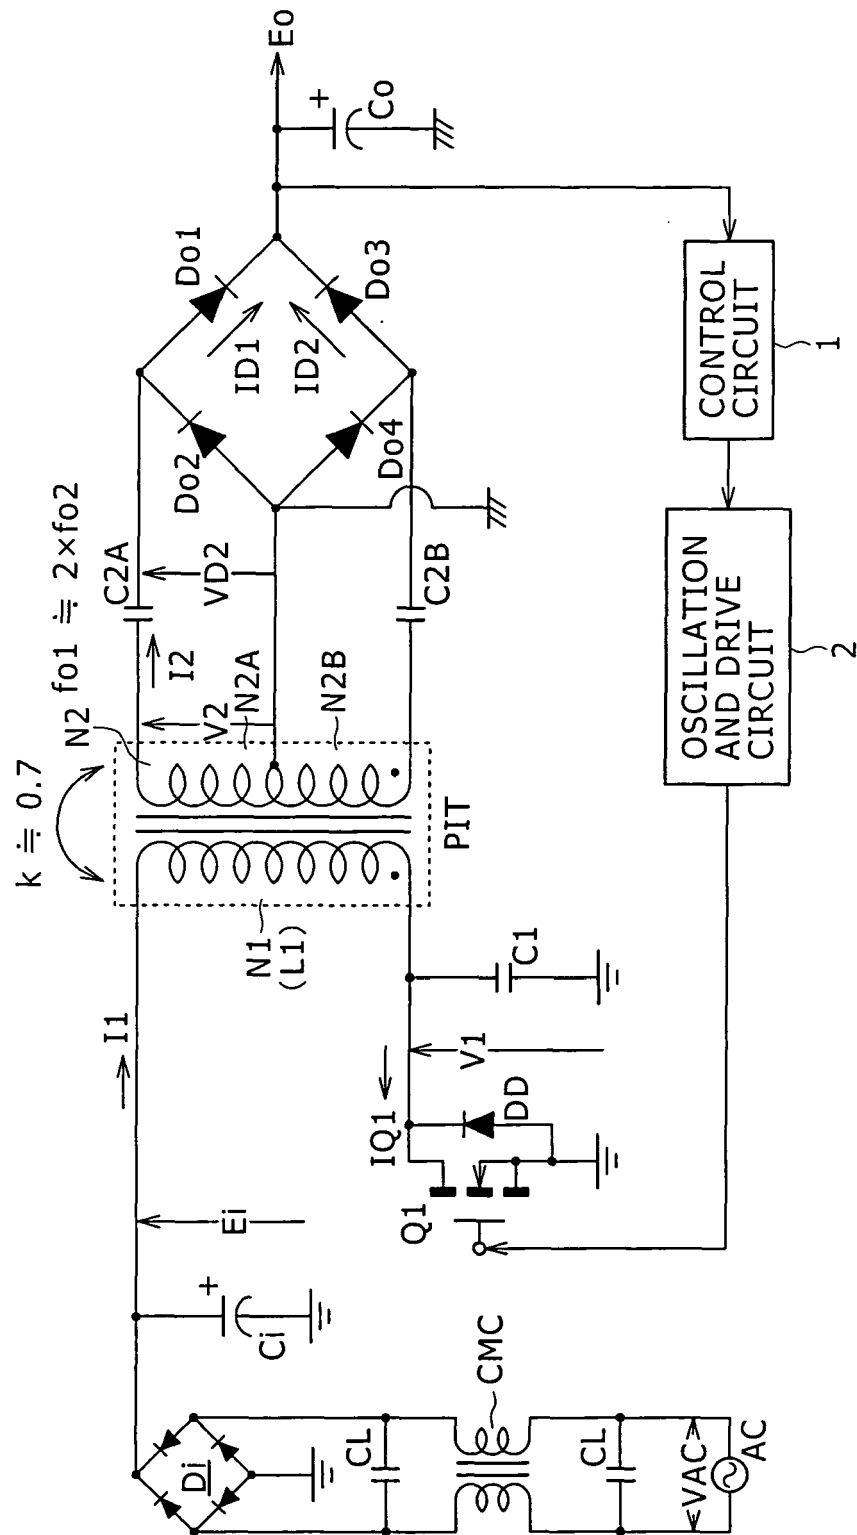 k ≒ 0.7
fo1 ≒ 2×fo2
N2
C2A
I2
V2
VD2
N2A
N2B
C2B
Do1
Do2
Do3
Do4
ID1
ID2
Eo
+
Co
PIT
N1
(L1)
I1
Ei
+
Ci
Di
C1
V1
IQ1
DD
Q1
CL
CMC
CL
VAC
AC
CONTROL
CIRCUIT
1
OSCILLATION
AND DRIVE
CIRCUIT
2